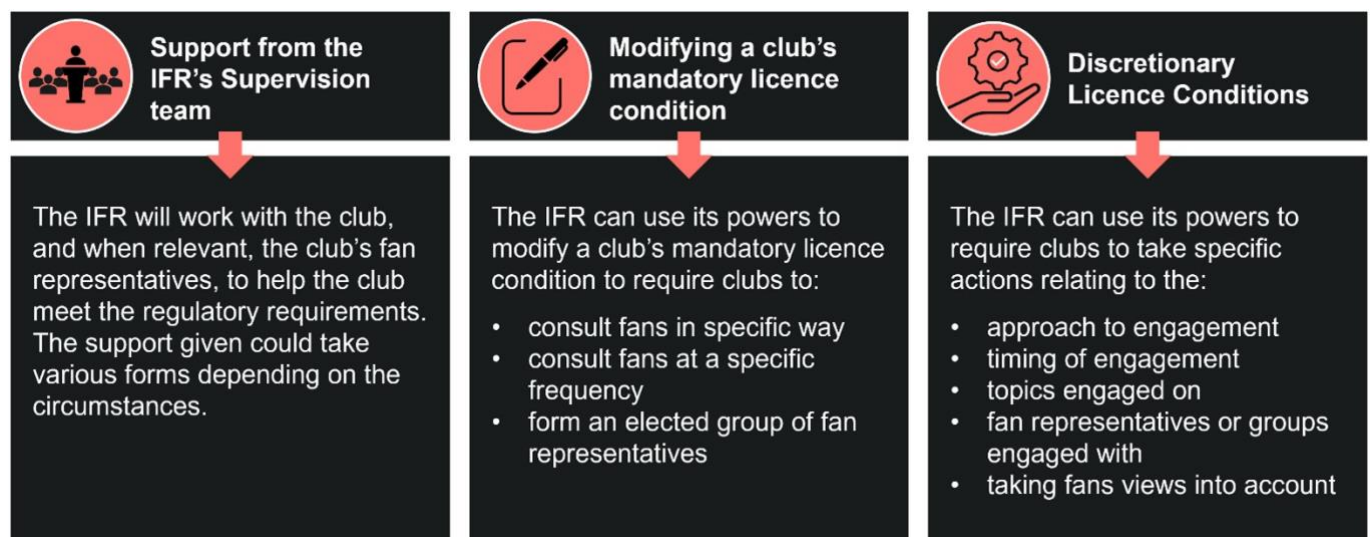 Support from the
IFR's Supervision
team
The IFR will work with the club,
and when relevant, the club's fan
representatives, to help the club
meet the regulatory requirements.
The support given could take
various forms depending on the
circumstances.
Modifying a club's
mandatory licence
condition
The IFR can use its powers to
modify a club's mandatory licence
condition to require clubs to:
• consult fans in specific way
• consult fans at a specific
frequency
• form an elected group of fan
representatives
Discretionary
Licence Conditions
The IFR can use its powers to
require clubs to take specific
actions relating to the:
• approach to engagement
• timing of engagement
• topics engaged on
• fan representatives or groups
engaged with
• taking fans views into account